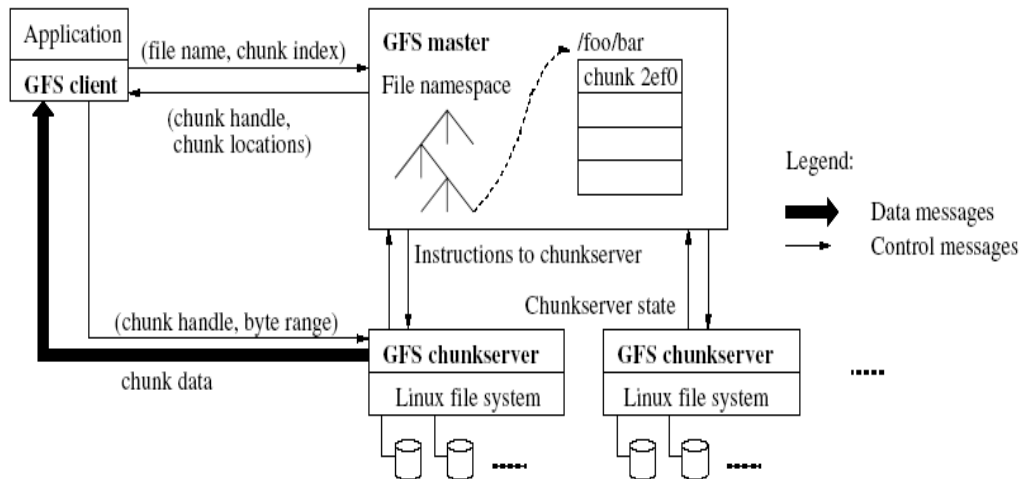 Application
GFS client
(file name, chunk index)
(chunk handle,
chunk locations)
GFS master
File namespace
/foo/bar
chunk 2ef0
Legend:
Data messages
Control messages
Instructions to chunkserver
Chunkserver state
(chunk handle, byte range)
chunk data
GFS chunkserver
Linux file system
GFS chunkserver
Linux file system